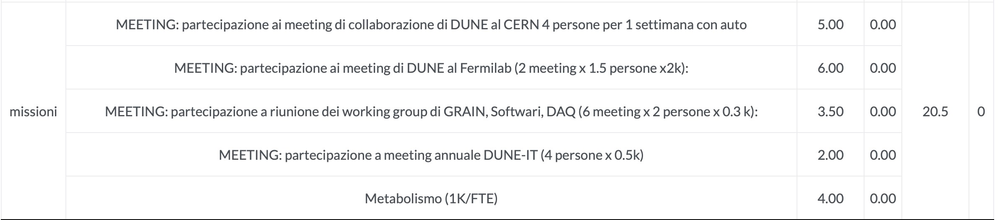 MEETING: partecipazione ai meeting di collaborazione di DUNE al CERN 4 persone per 1 settimana con auto 5.00 0.00
MEETING: partecipazione ai meeting di DUNE al Fermilab (2 meeting x 1.5 persone x2k): 6.00 0.00
missioni MEETING: partecipazione a riunione dei working group di GRAIN, Softwari, DAQ (6 meeting x 2 persone x 0.3 k): 3.50 0.00 20.5 0
MEETING: partecipazione a meeting annuale DUNE-IT (4 persone x 0.5k) 2.00 0.00
Metabolismo (1K/FTE) 4.00 0.00